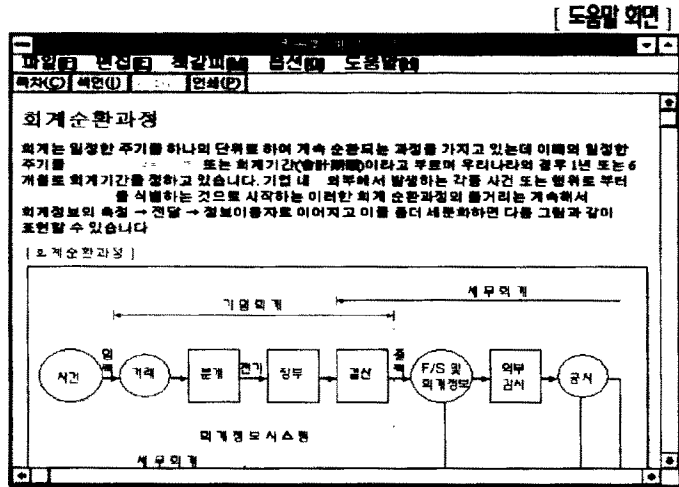 [ 도움말 화면 ]
파일(F) 편집(E) 책갈피(M) 옵션(O) 도움말(H)
목차(C) 색인(I) 인쇄(P)
회계순환과정
회계는 일정한 주기를 하나의 단위로 하여 계속 순환되는 과정을 가지고 있는데 이때의 일정한
주기를 또는 회계기간(會計期間)이라고 부르며 우리나라의 경우 1년 또는 6
개월로 회계기간을 정하고 있습니다. 기업 내 외부에서 발생하는 각종 사건 또는 행위로 부터
를 식별하는 것으로 시작하는 이러한 회계 순환과정의 줄거리는 계속해서
회계정보의 측정 → 전달 → 정보이용자로 이어지고 이를 좀더 세분화하면 다음 그림과 같이
표현할 수 있습니다
[ 회계순환과정 ]
세무회계
기업회계
사건 입력 거래 분개 전기 장부 결산 출력 F/S 및 회계정보 외부 감사 공시
회계정보시스템
세무회계